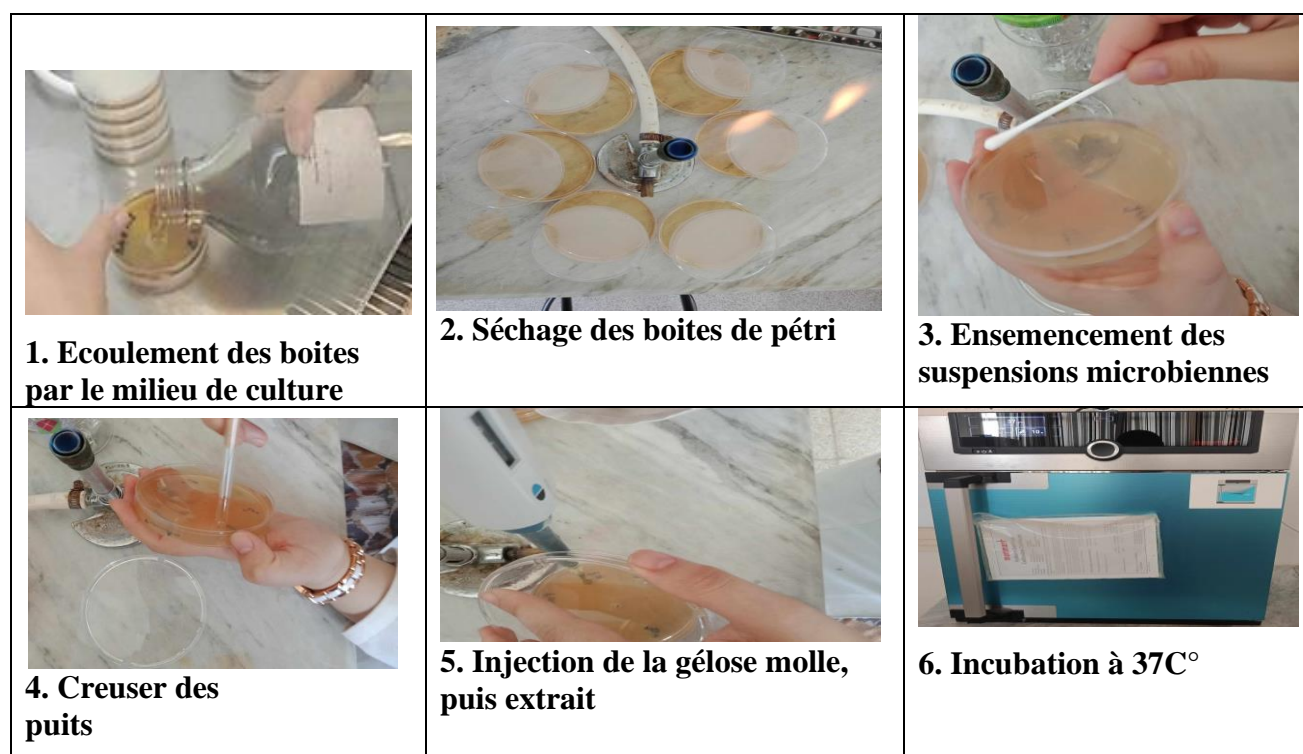 1. Ecoulement des boites
par le milieu de culture
2. Séchage des boites de pétri
3. Ensemencement des
suspensions microbiennes
4. Creuser des
puits
5. Injection de la gélose molle,
puis extrait
6. Incubation à 37C°